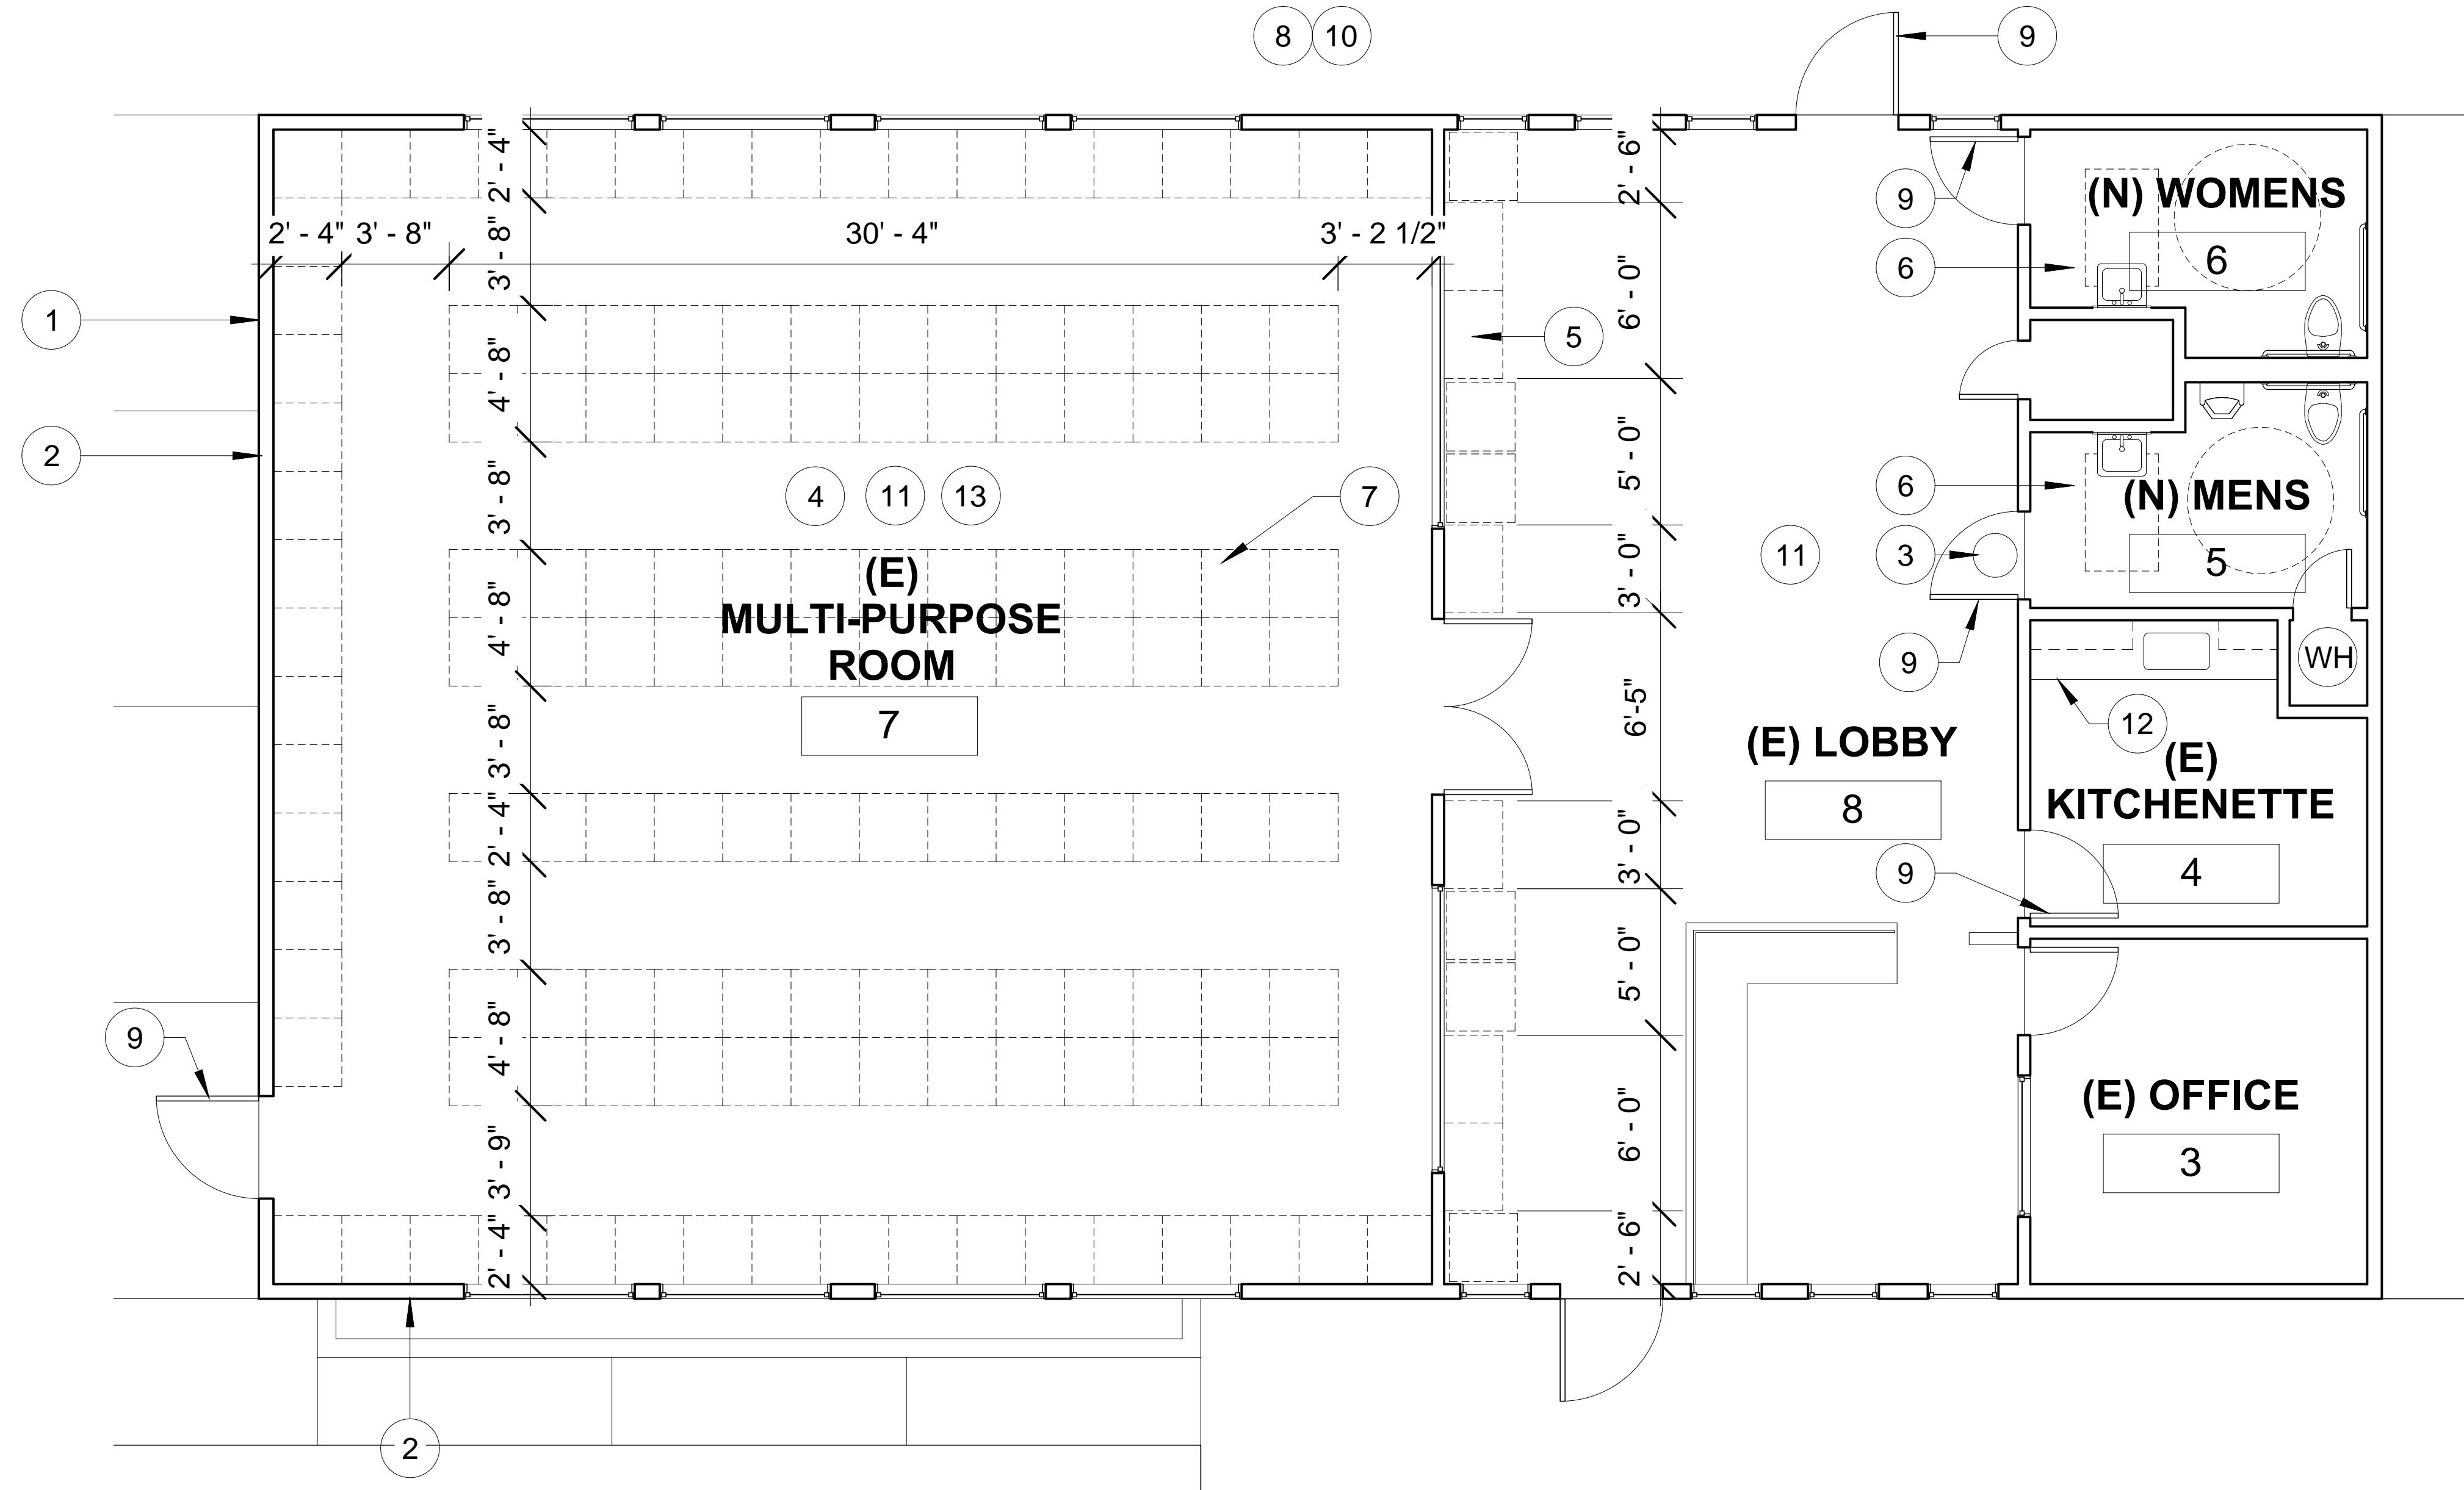 8 10
9
2' - 4"
2' - 6"
9
(N) WOMENS
6
2' - 4" 3' - 8" 3' - 8" 30' - 4" 3' - 2 1/2"
6
6' - 0"
1
5
4' - 8"
2
4 11 13
7
3' - 8"
5' - 0"
6
(N) MENS
5
11
3
3' - 0"
(E)
MULTI-PURPOSE
ROOM
7
4' - 8"
9
WH
12
6'-5"
3' - 8"
(E) LOBBY
8
(E)
KITCHENETTE
4
2' - 4"
3' - 0"
9
3' - 8"
5' - 0"
4' - 8"
9
(E) OFFICE
3
3' - 9"
6' - 0"
2' - 4"
2' - 6"
2